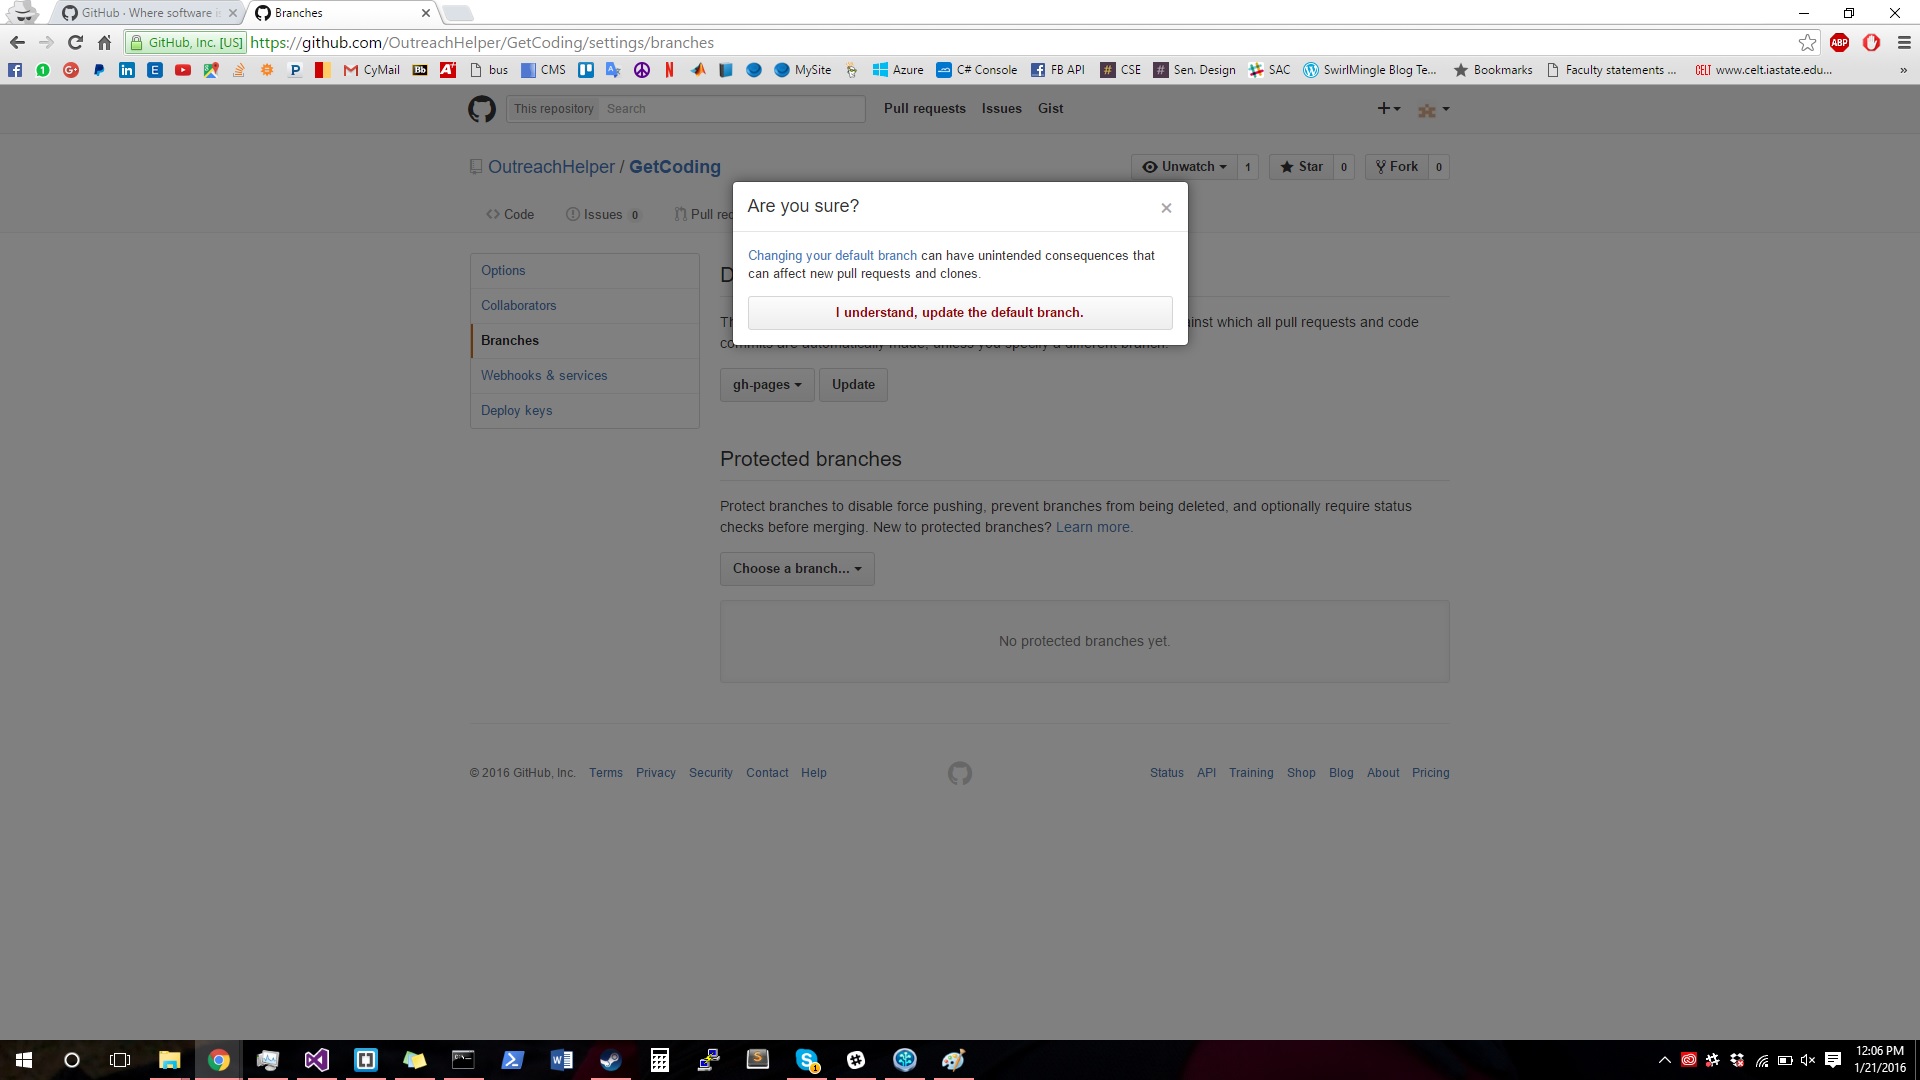 GitHub · Where software is
Branches
GitHub, Inc. [US] https://github.com/OutreachHelper/GetCoding/settings/branches
ABP
CyMail Bb bus CMS MySite Azure C# Console FB API CSE Sen. Design SAC SwirlMingle Blog Te... Bookmarks Faculty statements ... CELT www.celt.iastate.edu... »
This repository Search Pull requests Issues Gist
OutreachHelper / GetCoding Unwatch 1 Star 0 Fork 0
Code Issues 0 Pull req
Are you sure? ×
Changing your default branch can have unintended consequences that
can affect new pull requests and clones.
I understand, update the default branch.
Options
Collaborators
Branches
Webhooks & services
Deploy keys
which all pull requests and code
gh-pages Update
Protected branches
Protect branches to disable force pushing, prevent branches from being deleted, and optionally require status
checks before merging. New to protected branches? Learn more.
Choose a branch...
No protected branches yet.
© 2016 GitHub, Inc. Terms Privacy Security Contact Help Status API Training Shop Blog About Pricing
12:06 PM
1/21/2016